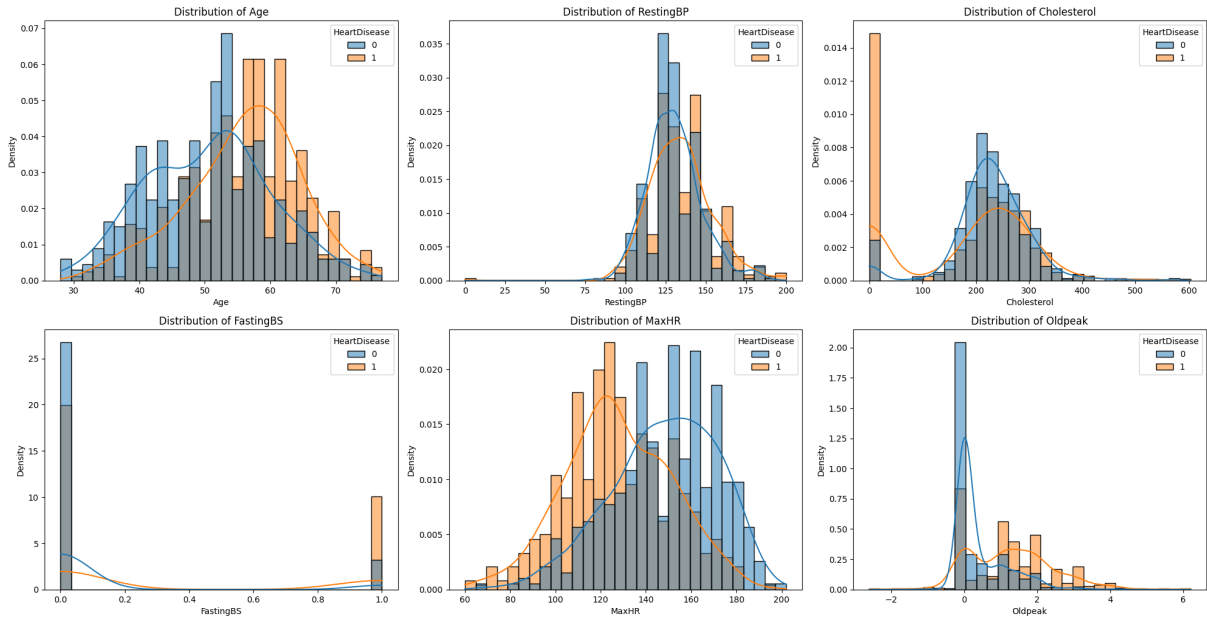 Distribution of Age
HeartDisease
0
1
0.07
0.06
0.05
0.04
0.03
0.02
0.01
0.00
Density
30 40 50 60 70
Age
Distribution of RestingBP
HeartDisease
0
1
0.035
0.030
0.025
0.020
0.015
0.010
0.005
0.000
Density
0 25 50 75 100 125 150 175 200
RestingBP
Distribution of Cholesterol
HeartDisease
0
1
0.014
0.012
0.010
0.008
0.006
0.004
0.002
0.000
Density
0 100 200 300 400 500 600
Cholesterol
Distribution of FastingBS
HeartDisease
0
1
25
20
15
10
5
0
Density
0.0 0.2 0.4 0.6 0.8 1.0
FastingBS
Distribution of MaxHR
HeartDisease
0
1
0.020
0.015
0.010
0.005
0.000
Density
60 80 100 120 140 160 180 200
MaxHR
Distribution of Oldpeak
HeartDisease
0
1
2.00
1.75
1.50
1.25
1.00
0.75
0.50
0.25
0.00
Density
−2 0 2 4 6
Oldpeak